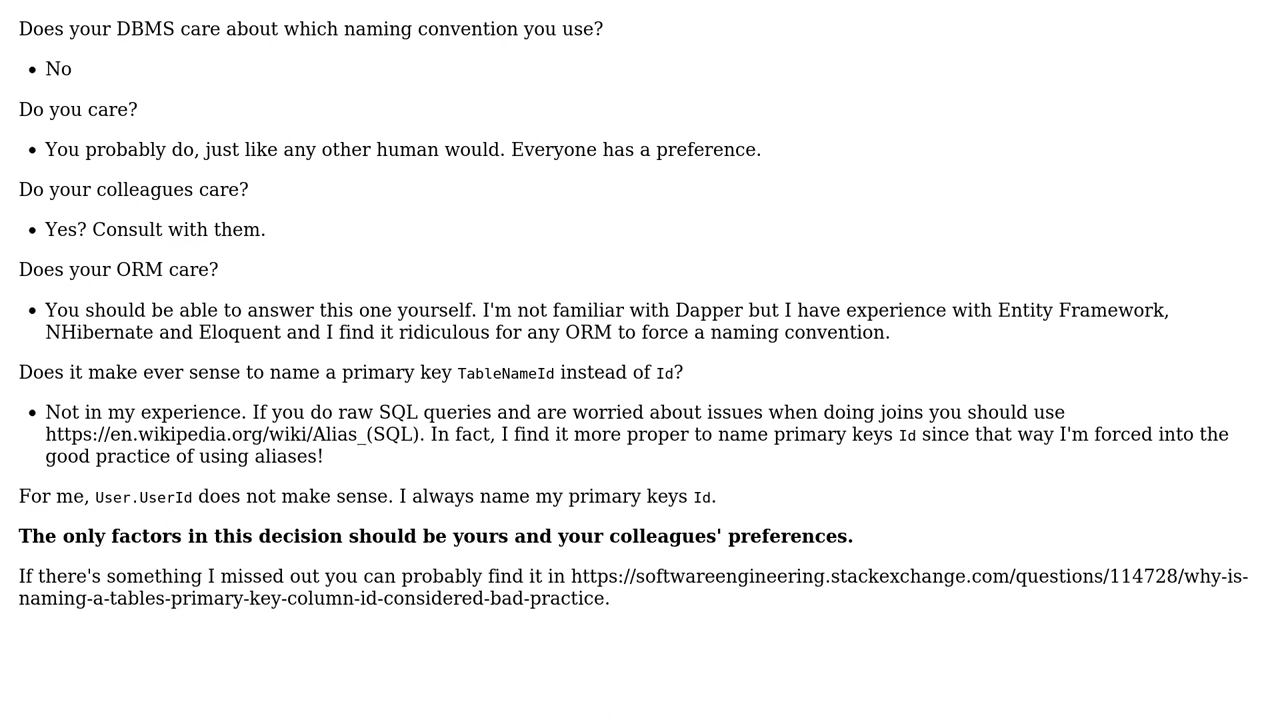 Does your DBMS care about which naming convention you use?
• No
Do you care?
• You probably do, just like any other human would. Everyone has a preference.
Do your colleagues care?
• Yes? Consult with them.
Does your ORM care?
• You should be able to answer this one yourself. I'm not familiar with Dapper but I have experience with Entity Framework,
NHibernate and Eloquent and I find it ridiculous for any ORM to force a naming convention.
Does it make ever sense to name a primary key TableNameId instead of Id?
• Not in my experience. If you do raw SQL queries and are worried about issues when doing joins you should use
https://en.wikipedia.org/wiki/Alias_(SQL). In fact, I find it more proper to name primary keys Id since that way I'm forced into the
good practice of using aliases!
For me, User.UserId does not make sense. I always name my primary keys Id.
The only factors in this decision should be yours and your colleagues' preferences.
If there's something I missed out you can probably find it in https://softwareengineering.stackexchange.com/questions/114728/why-is-
naming-a-tables-primary-key-column-id-considered-bad-practice.